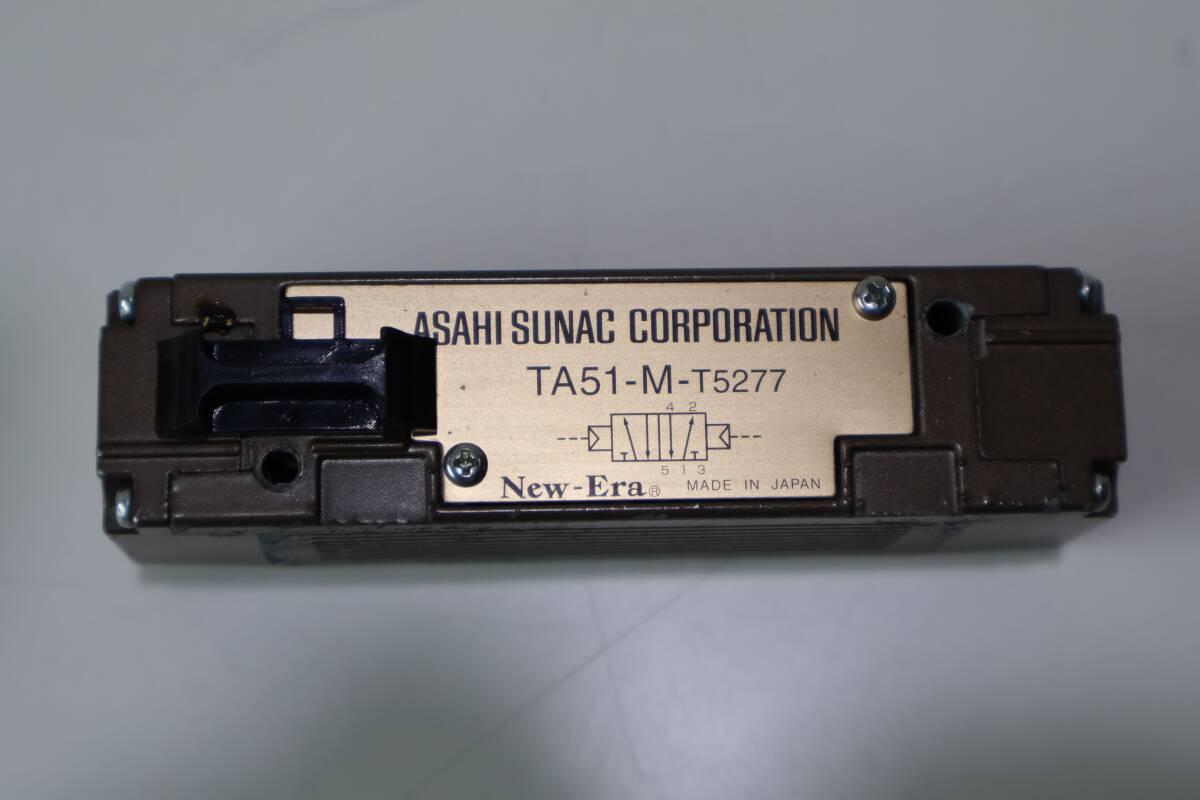 ASAHI SUNAC CORPORATION
TA51-M-T5277
4 2
5 1 3
New-Era® MADE IN JAPAN